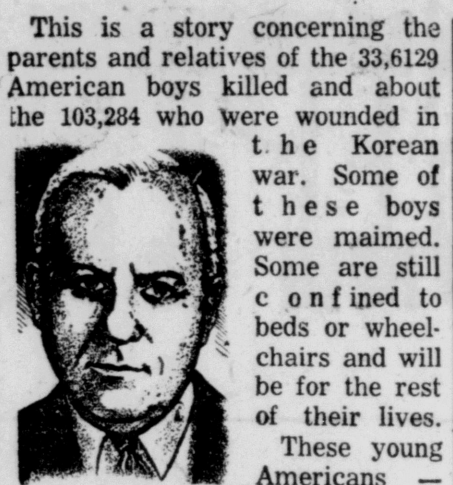 This is a story concerning the
parents and relatives of the 33,6129
American boys killed and about
the 103,284 who were wounded in
t h e Korean
war. Some of
t h e s e boys
were maimed.
Some are still
c o n f ined to
beds or wheel-
chairs and will
be for the rest
of their lives.
These young
Americans —